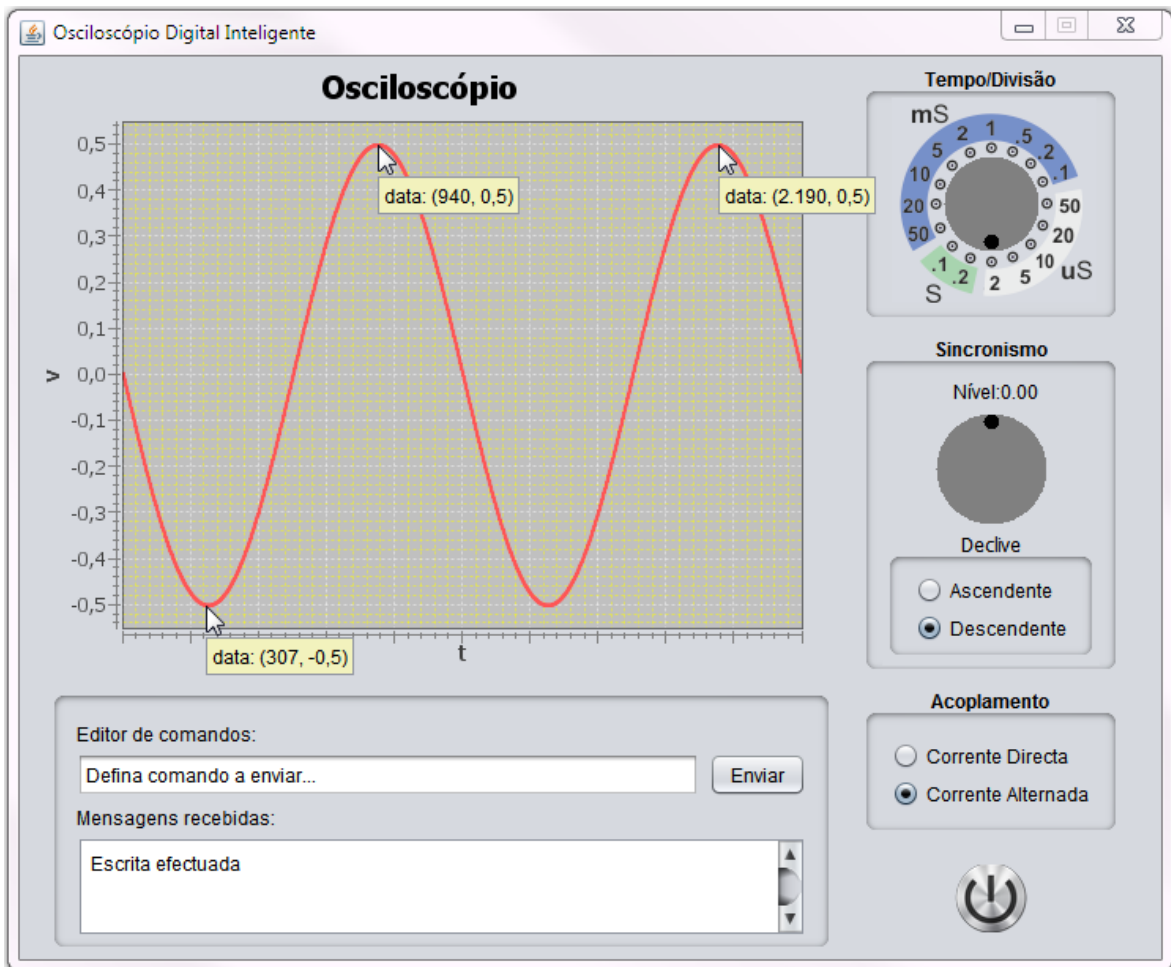 Osciloscópio Digital Inteligente
Osciloscópio
0,5
0,4
0,3
0,2
0,1
0,0
-0,1
-0,2
-0,3
-0,4
-0,5
v
t
data: (940, 0,5)
data: (2.190, 0,5)
data: (307, -0,5)
Tempo/Divisão
mS
50
20
10
5
2
1
.5
.2
.1
50
20
10
5
2
uS
.2
.1
S
Sincronismo
Nível:0.00
Declive
Ascendente
Descendente
Acoplamento
Corrente Directa
Corrente Alternada
Editor de comandos:
Defina comando a enviar...
Enviar
Mensagens recebidas:
Escrita efectuada